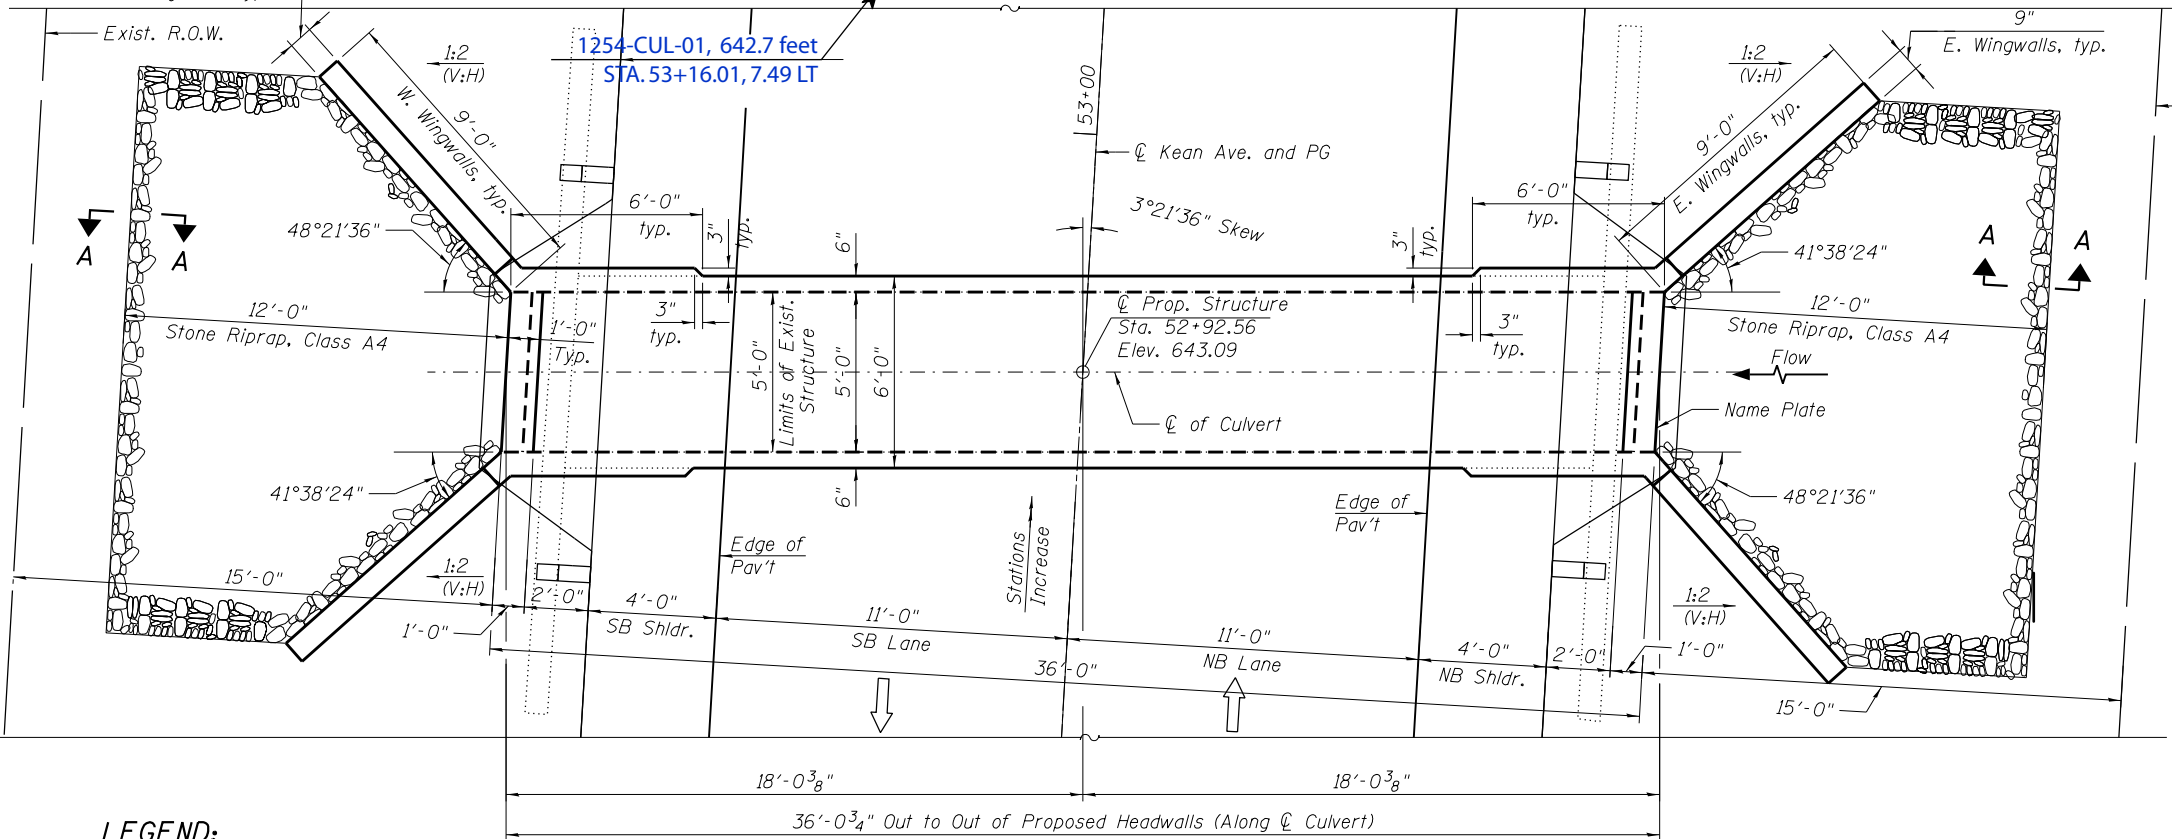 Exist. R.O.W.
1:2
(V:H)
1254-CUL-01, 642.7 feet
STA. 53+16.01, 7.49 LT
53+00
1:2
(V:H)
9"
E. Wingwalls, typ.
9'-0"
W. Wingwalls, typ.
℄ Kean Ave. and PG
9'-0"
E. Wingwalls, typ.
6'-0"
typ.
3"
typ.
6"
3°21'36" Skew
3"
typ.
6'-0"
typ.
48°21'36"
41°38'24"
A
A
A
A
12'-0"
Stone Riprap, Class A4
1'-0"
Typ.
3"
typ.
5'-0"
Limits of Exist.
Structure
5'-0"
6'-0"
℄ Prop. Structure
Sta. 52+92.56
Elev. 643.09
3"
typ.
12'-0"
Stone Riprap, Class A4
Flow
Name Plate
℄ of Culvert
41°38'24"
6"
48°21'36"
Edge of
Pav't
Edge of
Pav't
Stations
Increase
15'-0"
1:2
(V:H)
1'-0"
2'-0"
4'-0"
SB Shldr.
11'-0"
SB Lane
11'-0"
NB Lane
4'-0"
NB Shldr.
2'-0"
1'-0"
1:2
(V:H)
36'-0"
15'-0"
18'-0⅜"
18'-0⅜"
36'-0¾" Out to Out of Proposed Headwalls (Along ℄ Culvert)
LEGEND: